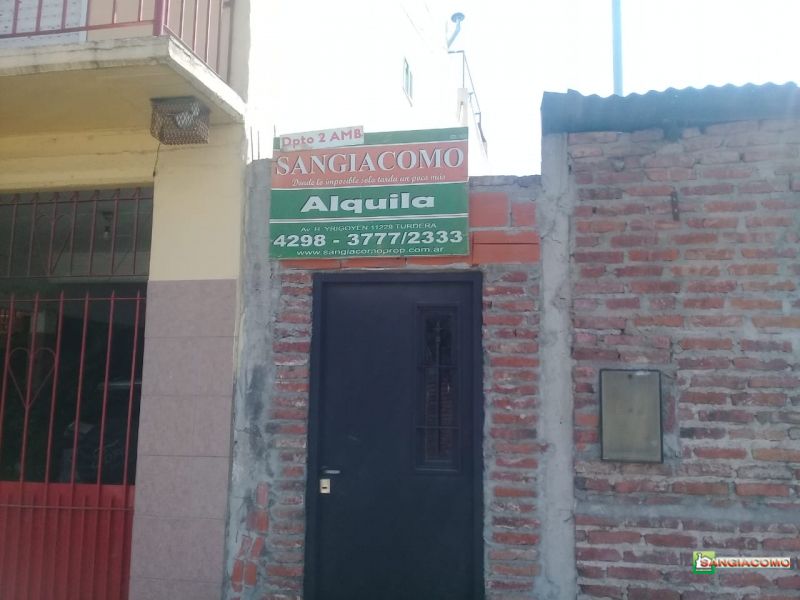 Dpto 2 AMB
SANGIACOMO
Donde lo imposible solo tarda un poco mas
Alquila
Av. H. YRIGOYEN 11229 TURDERA
4298 - 3777/2333
www.sangiacomoprop.com.ar
SANGIACOMO